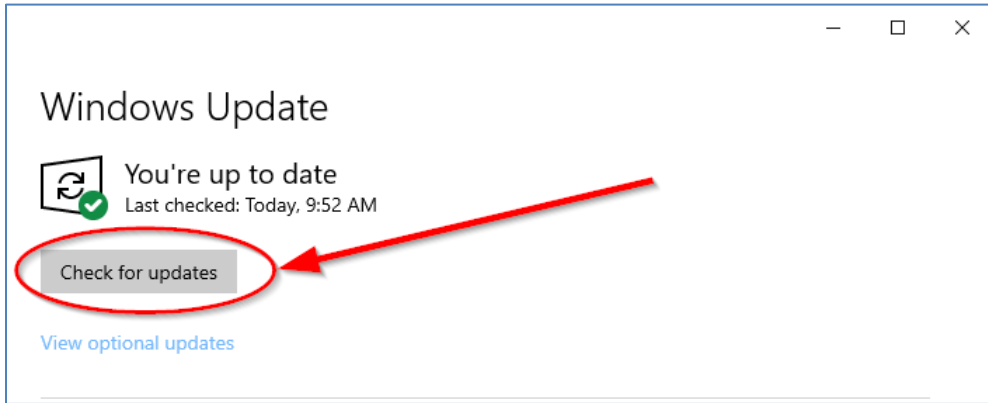 Windows Update
You're up to date
Last checked: Today, 9:52 AM
Check for updates
View optional updates